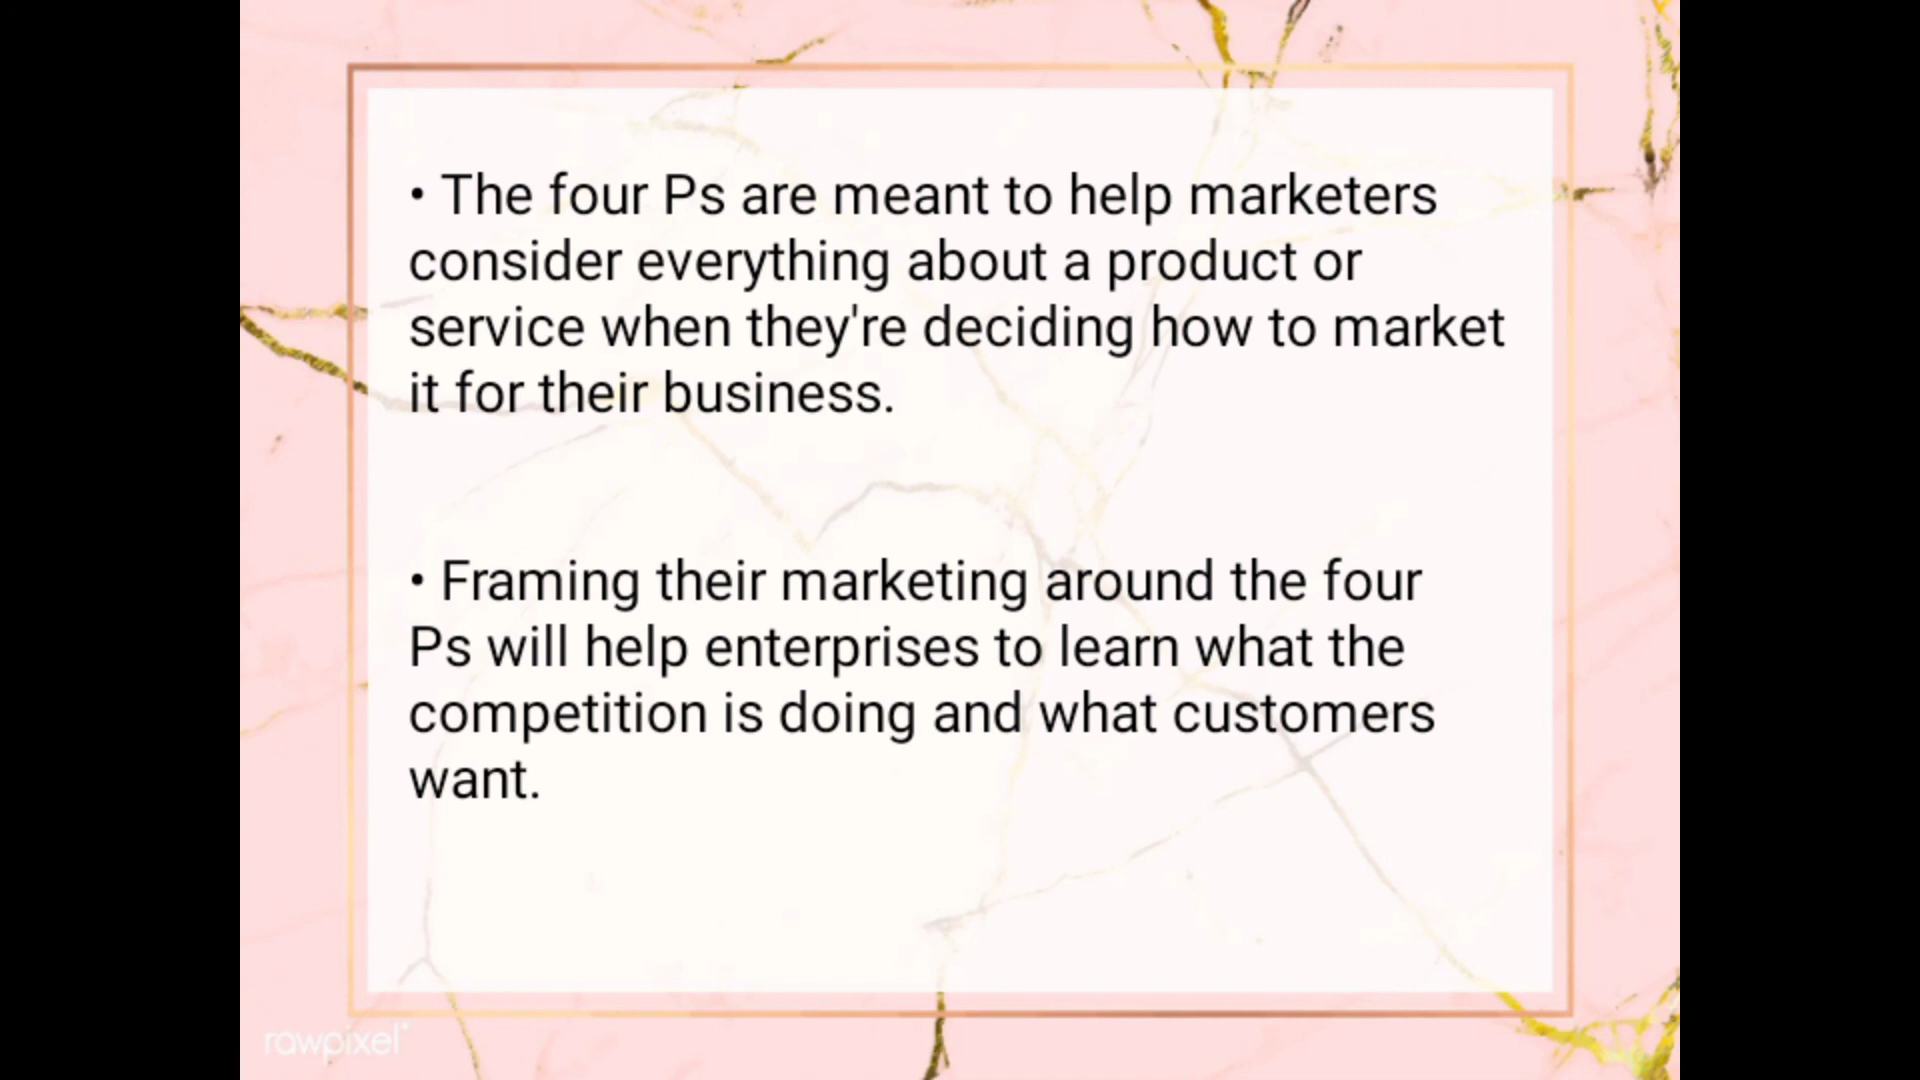 • The four Ps are meant to help marketers
consider everything about a product or
service when they're deciding how to market
it for their business.
• Framing their marketing around the four
Ps will help enterprises to learn what the
competition is doing and what customers
want.
rawpixel